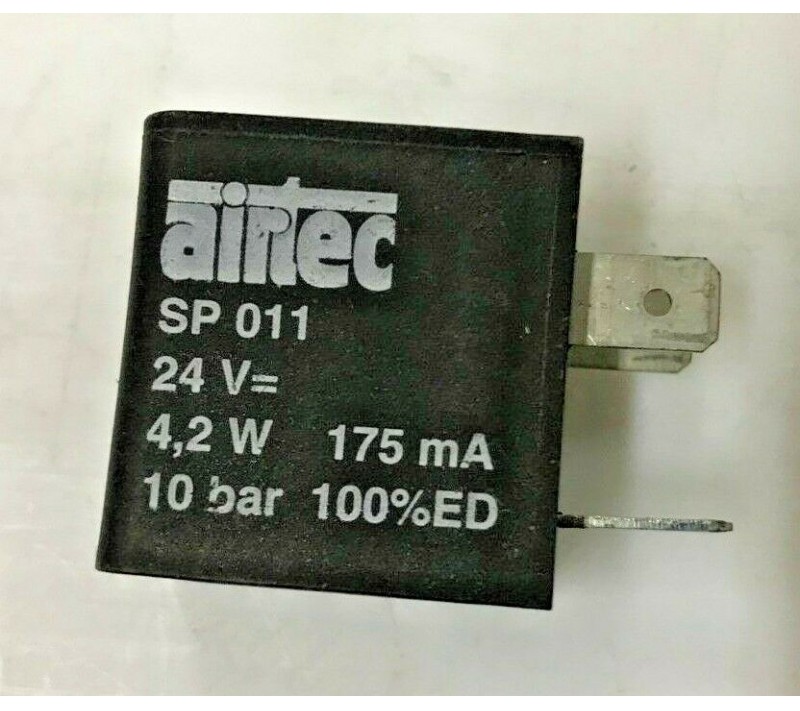 airtec
SP 011
24 V=
4,2 W 175 mA
10 bar 100%ED